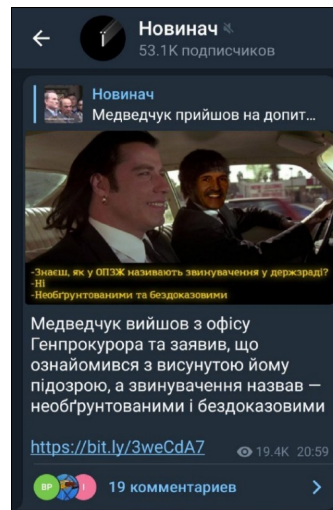 Новинач
53.1K подписчиков
Новинач
Медведчук прийшов на допит...
-Знаєш, як у ОПЗЖ називають звинувачення у держзраді?
-Ні
-Необґрунтованими та бездоказовими
Медведчук вийшов з офісу
Генпрокурора та заявив, що
ознайомився з висунутою йому
підозрою, а звинувачення назвав —
необґрунтованими і бездоказовими
https://bit.ly/3weCdA7
19.4K 20:59
ВР
І
19 комментариев